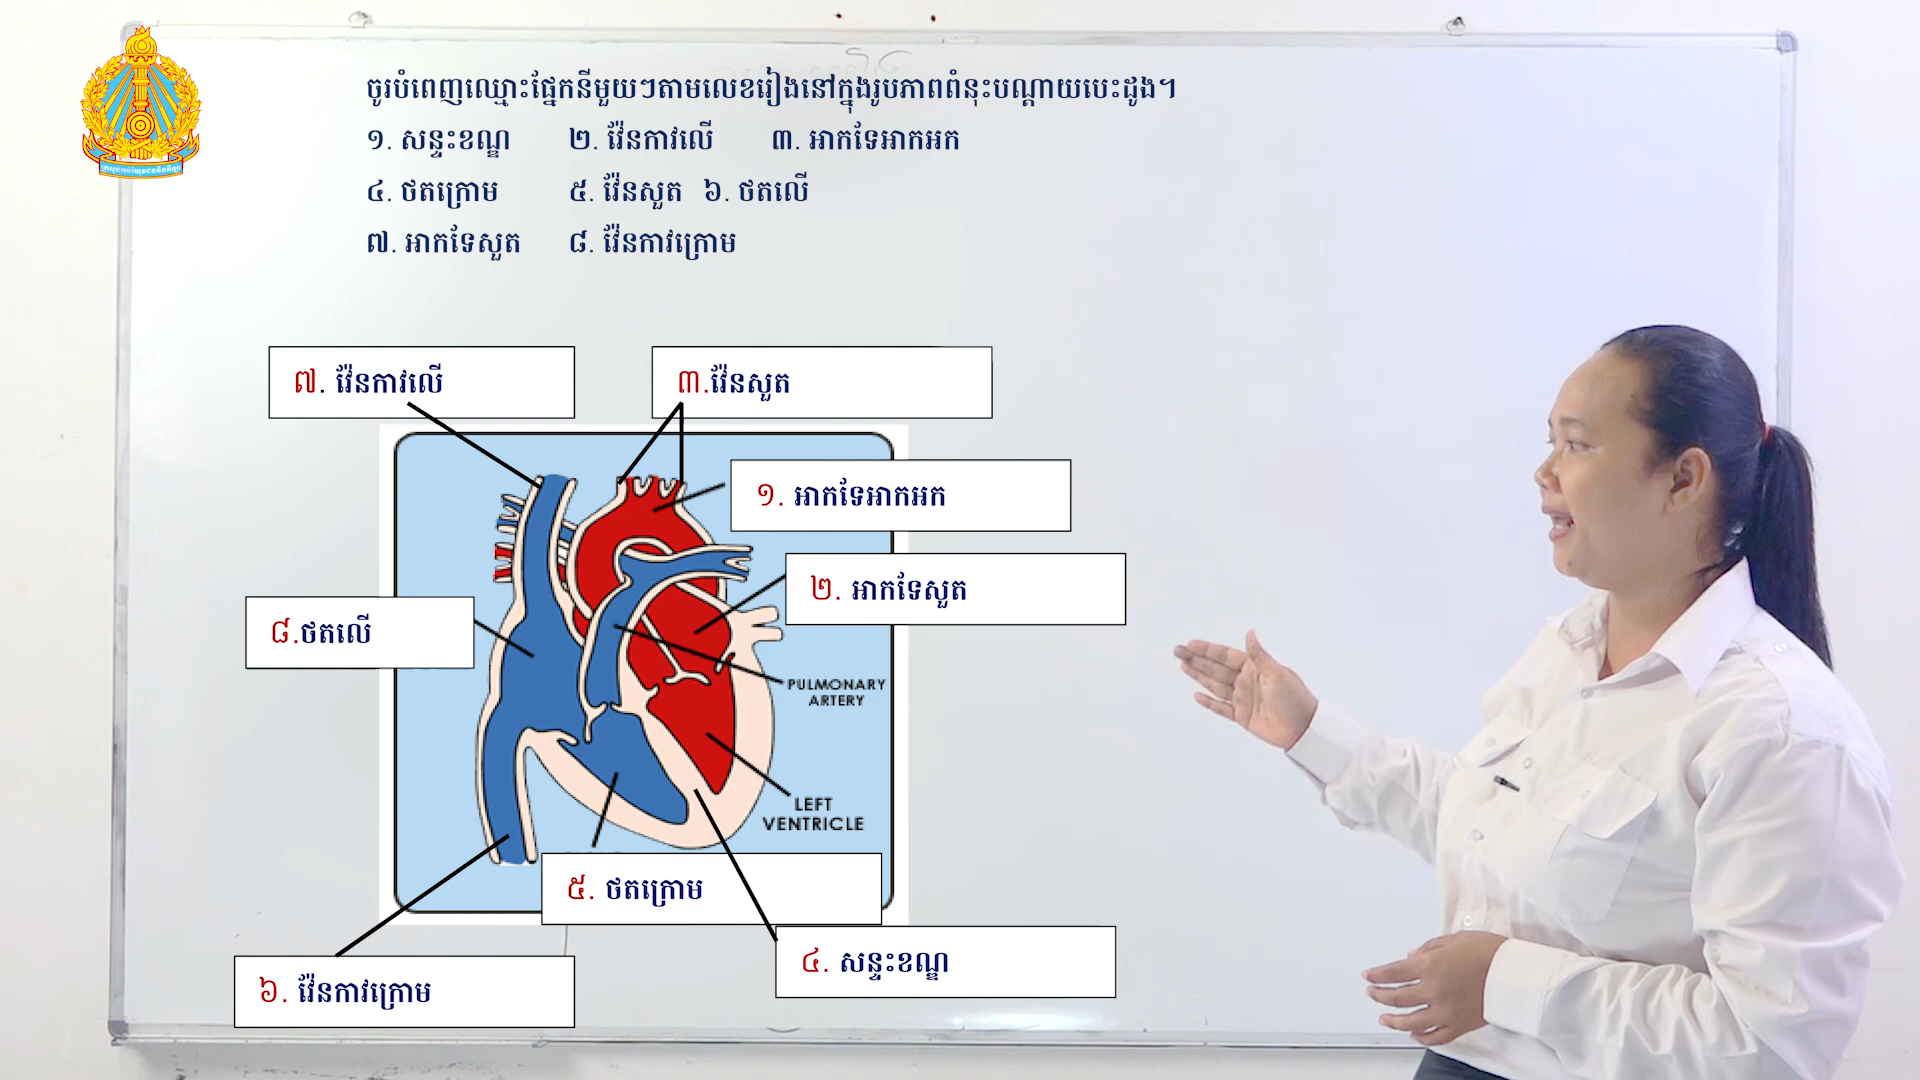 ចូរបំពេញឈ្មោះផ្នែកនីមួយៗតាមលេខរៀងនៅក្នុងរូបភាពពំនុះបណ្ដោយបេះដូង។
១. សន្ទះខណ្ឌ ២. វ៉ែនកាវលើ ៣. អាកទែអាកអក
៤. ថតក្រោម ៥. វ៉ែនសួត ៦. ថតលើ
៧. អាកទែសួត ៨. វ៉ែនកាវក្រោម
៧. វ៉ែនកាវលើ
៣.វ៉ែនសួត
១. អាកទែអាកអក
២. អាកទែសួត
៨.ថតលើ
PULMONARY
ARTERY
LEFT
VENTRICLE
៥. ថតក្រោម
៤. សន្ទះខណ្ឌ
៦. វ៉ែនកាវក្រោម